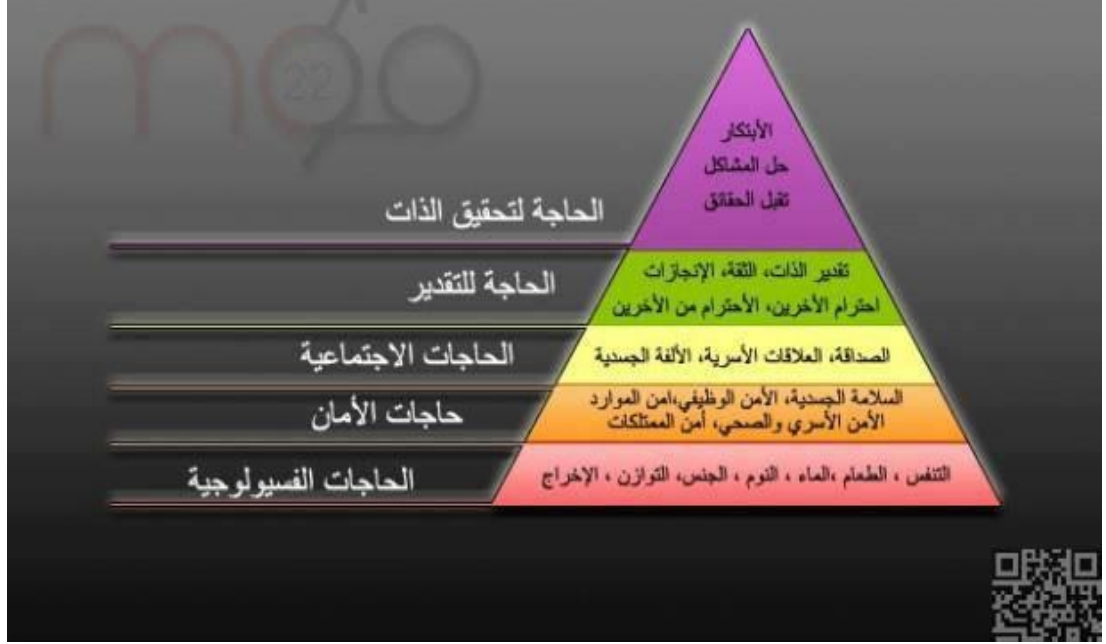 الأبتكار
حل المشاكل
تقبل الحقائق
الحاجة لتحقيق الذات
تقدير الذات، الثقة، الإنجازات
احترام الأخرين، الأحترام من الأخرين
الحاجة للتقدير
الصداقة، العلاقات الأسرية، الألفة الجسدية
الحاجات الاجتماعية
السلامة الجسدية، الأمن الوظيفي،امن الموارد
الأمن الأسري والصحي، أمن الممتلكات
حاجات الأمان
التنفس ، الطعام ،الماء ، النوم ، الجنس، التوازن ، الإخراج
الحاجات الفسيولوجية
22